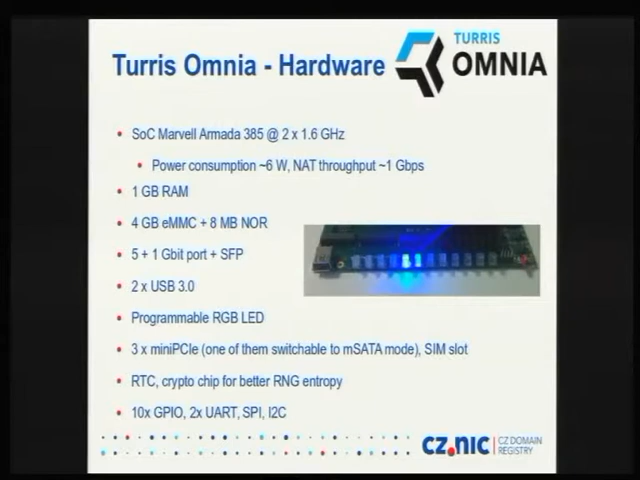 Turris Omnia - Hardware
TURRIS
OMNIA
SoC Marvell Armada 385 @ 2 x 1.6 GHz
Power consumption ~6 W, NAT throughput ~1 Gbps
1 GB RAM
4 GB eMMC + 8 MB NOR
5 + 1 Gbit port + SFP
2 x USB 3.0
Programmable RGB LED
3 x miniPCIe (one of them switchable to mSATA mode), SIM slot
RTC, crypto chip for better RNG entropy
10x GPIO, 2x UART, SPI, I2C
CZ.NIC
CZ DOMAIN
REGISTRY